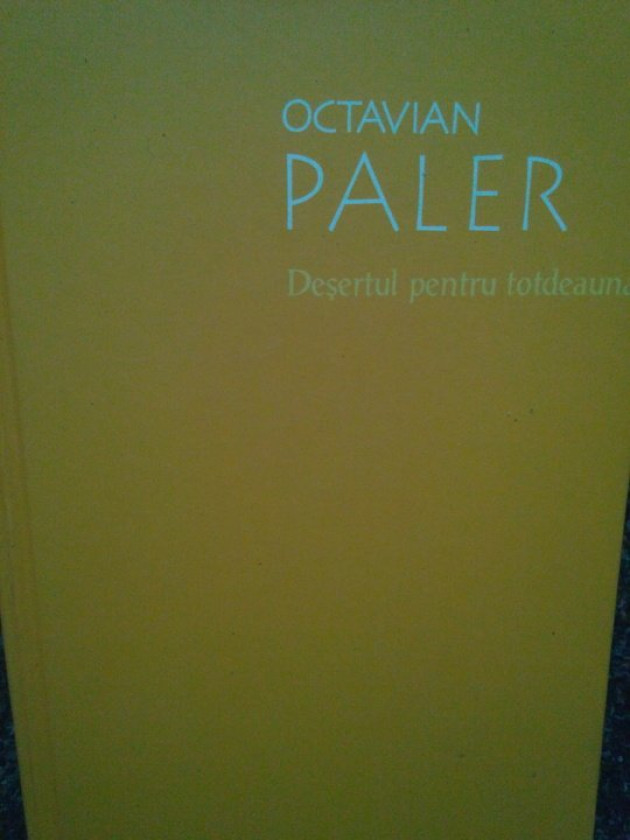 OCTAVIAN
PALER
Deșertul pentru totdeauna